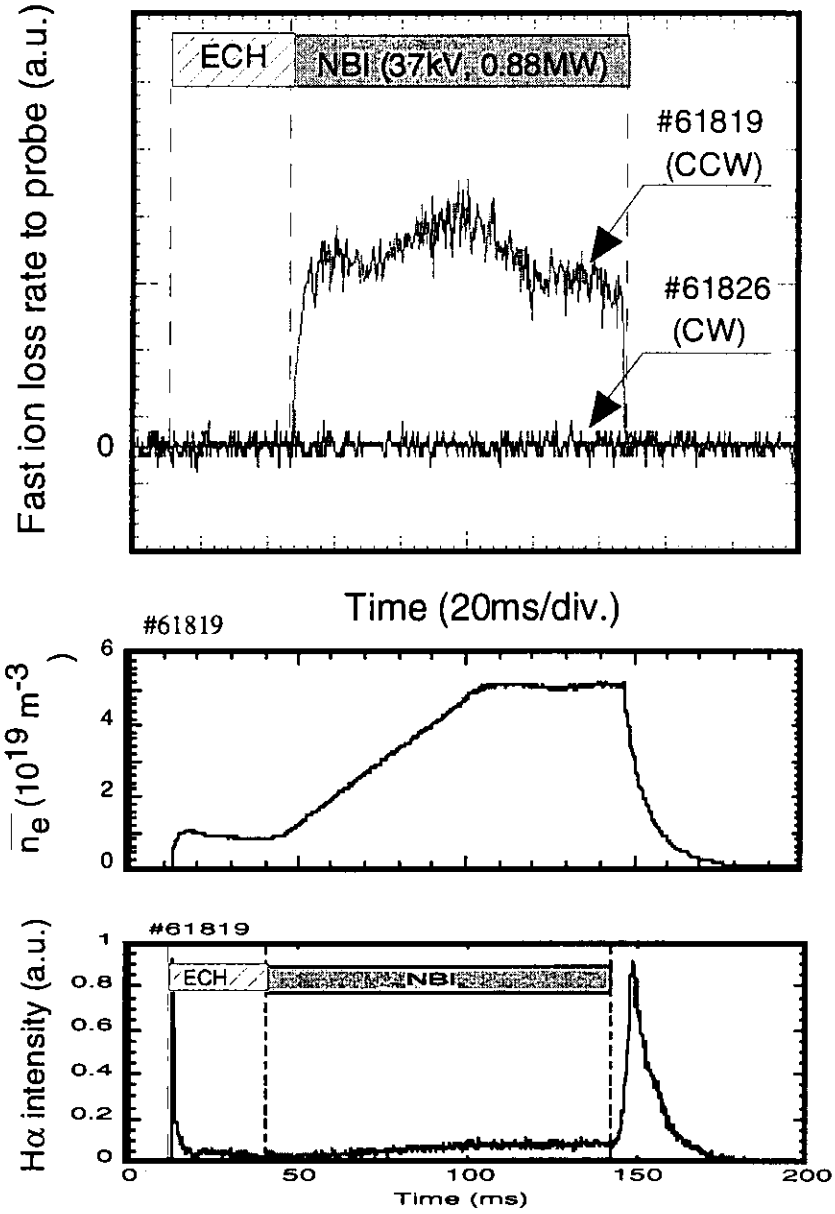 Fast ion loss rate to probe (a.u.)
ECH
NBI (37kV, 0.88MW)
#61819
(CCW)
#61826
(CW)
0
Time (20ms/div.)
#61819
n̅e (10^19 m^-3)
6
4
2
0
#61819
Hα intensity (a.u.)
1
0.8
0.6
0.4
0.2
0
ECH
NBI
0
50
100
150
200
Time (ms)